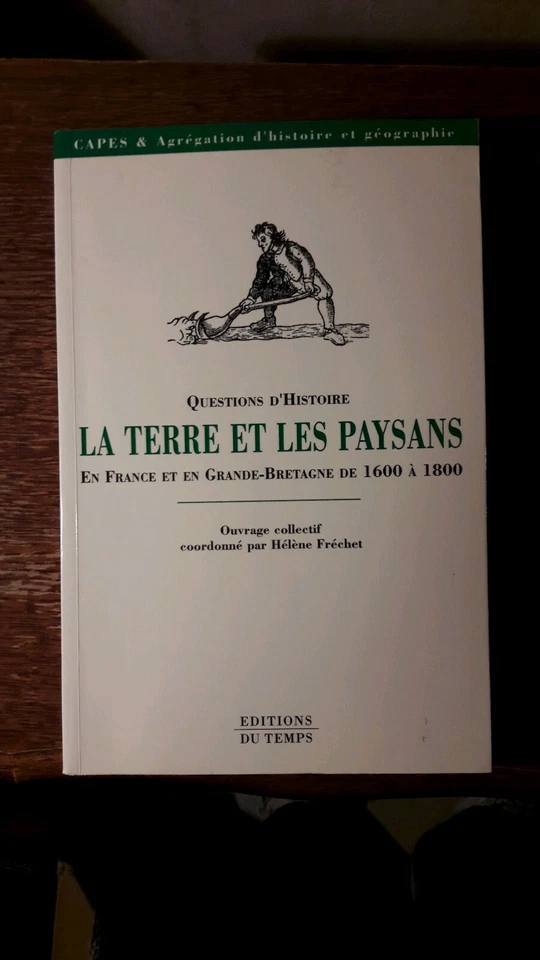 CAPES & Agrégation d'histoire et géographie
QUESTIONS D'HISTOIRE
LA TERRE ET LES PAYSANS
EN FRANCE ET EN GRANDE-BRETAGNE DE 1600 À 1800
Ouvrage collectif
coordonné par Hélène Fréchet
EDITIONS
DU TEMPS